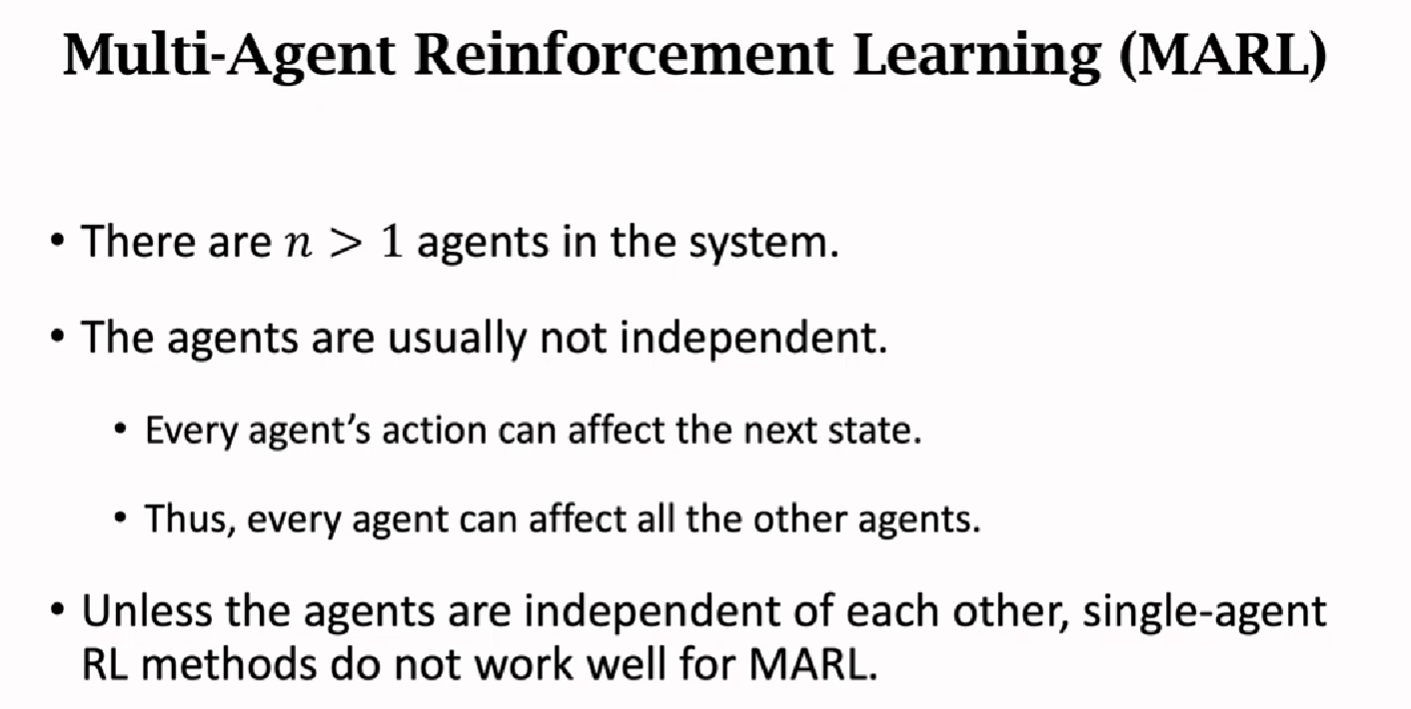 Multi-Agent Reinforcement Learning (MARL)
• There are n > 1 agents in the system.
• The agents are usually not independent.
• Every agent’s action can affect the next state.
• Thus, every agent can affect all the other agents.
• Unless the agents are independent of each other, single-agent
RL methods do not work well for MARL.